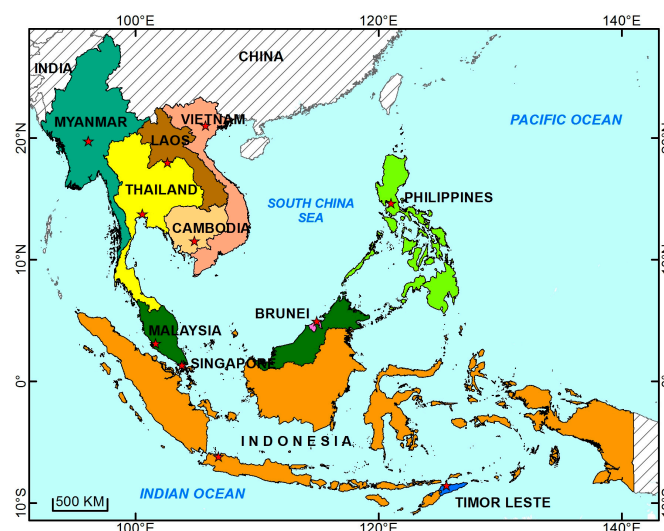 100°E
120°E
140°E
CHINA
INDIA
MYANMAR
VIETNAM
PACIFIC OCEAN
20°N
LAOS
THAILAND
PHILIPPINES
SOUTH CHINA
SEA
CAMBODIA
10°N
BRUNEI
MALAYSIA
SINGAPORE
0°
INDONESIA
INDIAN OCEAN
TIMOR LESTE
10°S
500 KM
100°E
120°E
140°E